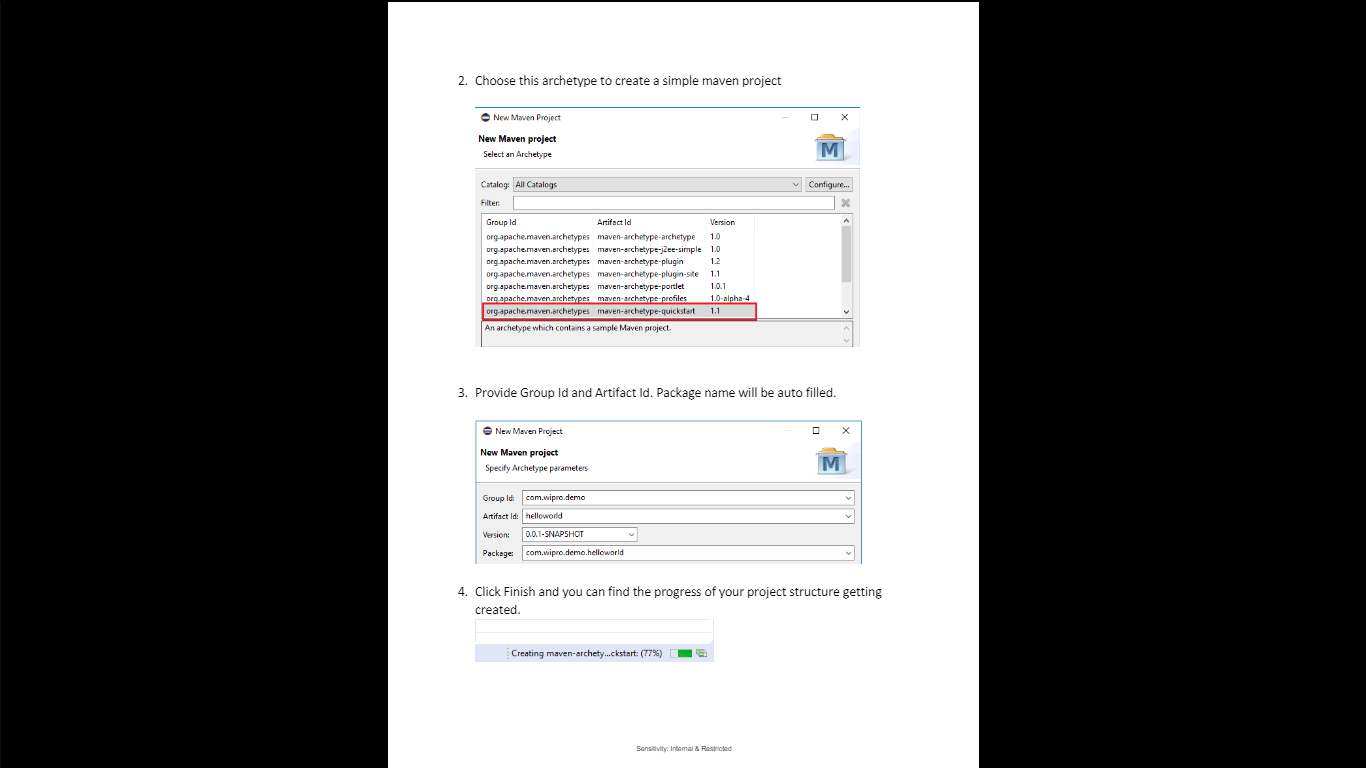 2. Choose this archetype to create a simple maven project
New Maven Project
New Maven project
Select an Archetype
M
Catalog: All Catalogs Configure...
Filter:
Group Id Artifact Id Version
org.apache.maven.archetypes maven-archetype-archetype 1.0
org.apache.maven.archetypes maven-archetype-j2ee-simple 1.0
org.apache.maven.archetypes maven-archetype-plugin 1.2
org.apache.maven.archetypes maven-archetype-plugin-site 1.1
org.apache.maven.archetypes maven-archetype-portlet 1.0.1
org.apache.maven.archetypes maven-archetype-profiles 1.0-alpha-4
org.apache.maven.archetypes maven-archetype-quickstart 1.1
An archetype which contains a sample Maven project.
3. Provide Group Id and Artifact Id. Package name will be auto filled.
New Maven Project
New Maven project
Specify Archetype parameters
M
Group Id: com.wipro.demo
Artifact Id: helloworld
Version: 0.0.1-SNAPSHOT
Package: com.wipro.demo.helloworld
4. Click Finish and you can find the progress of your project structure getting
created.
Creating maven-archety...ckstart: (77%)
Sensitivity: Internal & Restricted